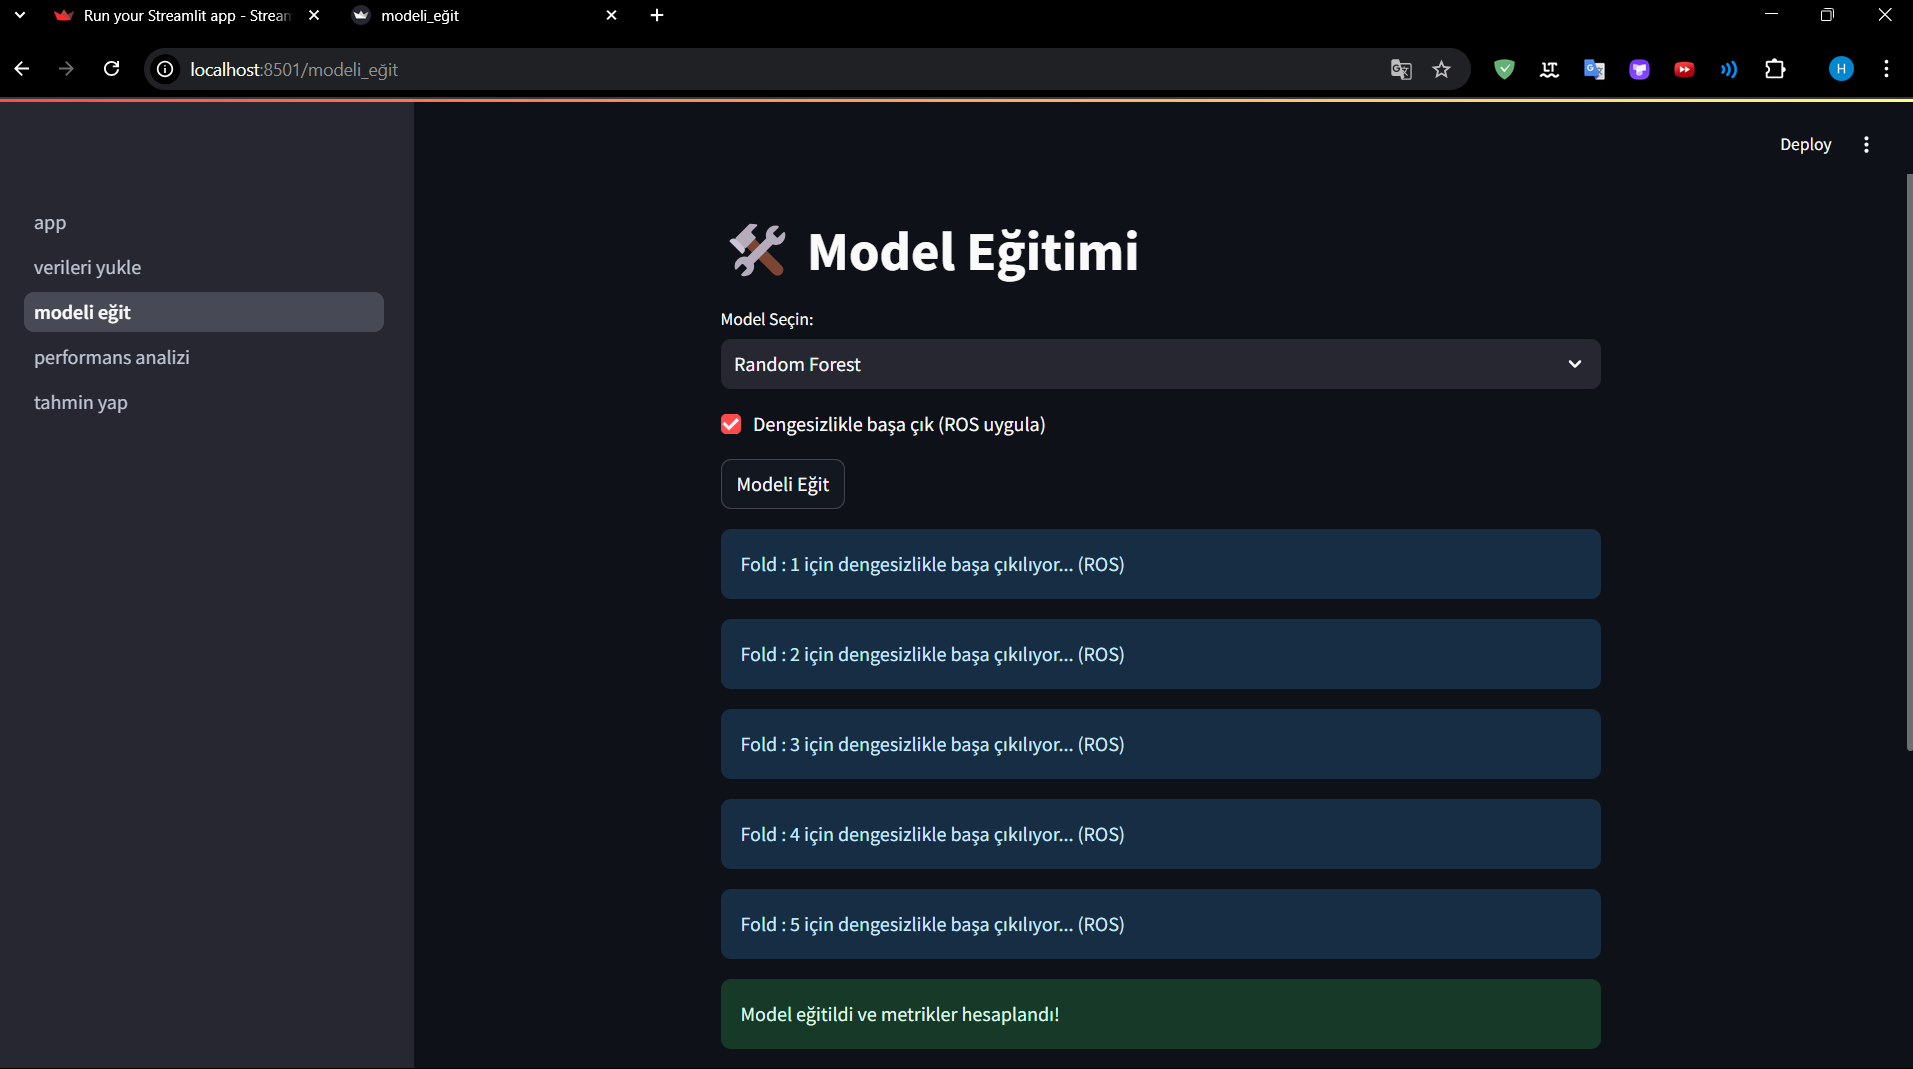 Run your Streamlit app - Strean
modeli_eğit
localhost:8501/modeli_eğit
H
Deploy
app
verileri yukle
modeli eğit
performans analizi
tahmin yap
Model Eğitimi
Model Seçin:
Random Forest
Dengesizlikle başa çık (ROS uygula)
Modeli Eğit
Fold : 1 için dengesizlikle başa çıkılıyor... (ROS)
Fold : 2 için dengesizlikle başa çıkılıyor... (ROS)
Fold : 3 için dengesizlikle başa çıkılıyor... (ROS)
Fold : 4 için dengesizlikle başa çıkılıyor... (ROS)
Fold : 5 için dengesizlikle başa çıkılıyor... (ROS)
Model eğitildi ve metrikler hesaplandı!